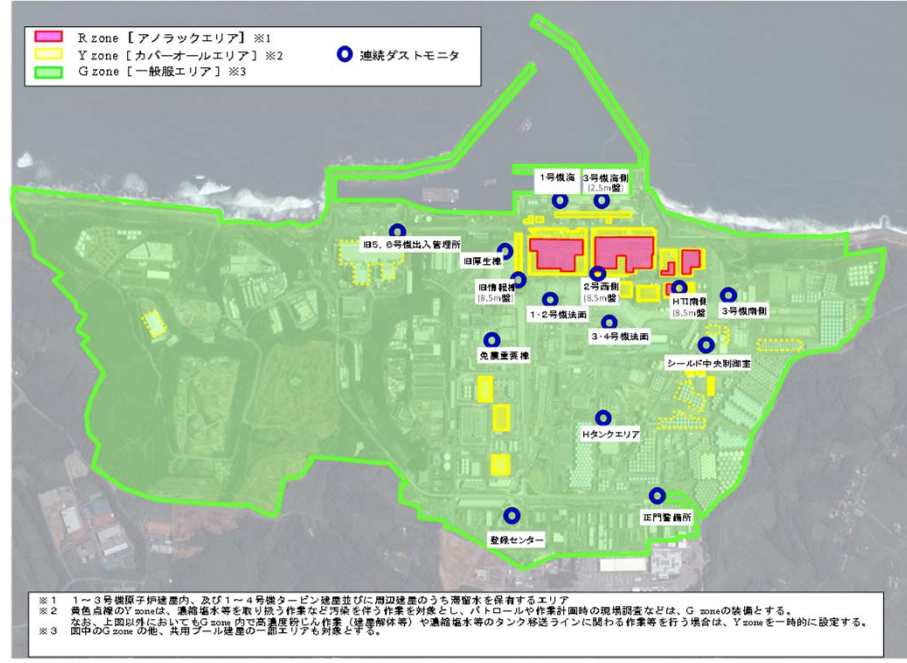 R zone [アノラックエリア] ※1
Y zone [カバーオールエリア] ※2
G zone [一般服エリア] ※3
連続ダストモニタ
1号機海
3号機海側
(2.5m盤)
旧5、6号機出入管理所
旧厚生棟
旧情報棟
(8.5m盤)
2号西側
(8.5m盤)
HTI南側
(8.5m盤)
3号機南側
1・2号機法面
3・4号機法面
免震重要棟
シールド中央制御室
Hタンクエリア
正門警備所
登録センター
※1 1～3号機原子炉建屋内、及び1～4号機タービン建屋並びに周辺建屋のうち滞留水を保有するエリア
※2 黄色点線のY zoneは、濃縮塩水等を取り扱う作業など汚染を伴う作業を対象とし、パトロールや作業計画時の現場調査などは、G zoneの装備とする。
なお、上図以外においてもG zone 内で高濃度粉じん作業(建屋解体等)や濃縮塩水等のタンク移送ラインに関わる作業等を行う場合は、Y zoneを一時的に設定する。
※3 図中のG zone の他、共用プール建屋の一部エリアも対象とする。